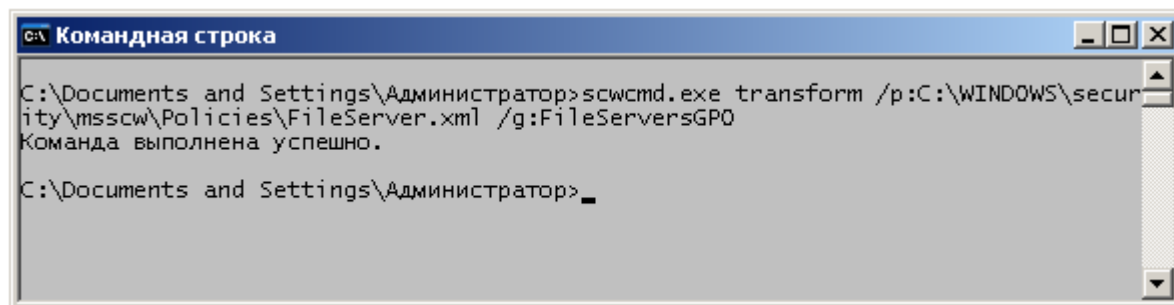 Командная строка
C:\Documents and Settings\Администратор>scwcmd.exe transform /p:C:\WINDOWS\secur
ity\msscw\Policies\FileServer.xml /g:FileServersGPO
Команда выполнена успешно.
C:\Documents and Settings\Администратор>